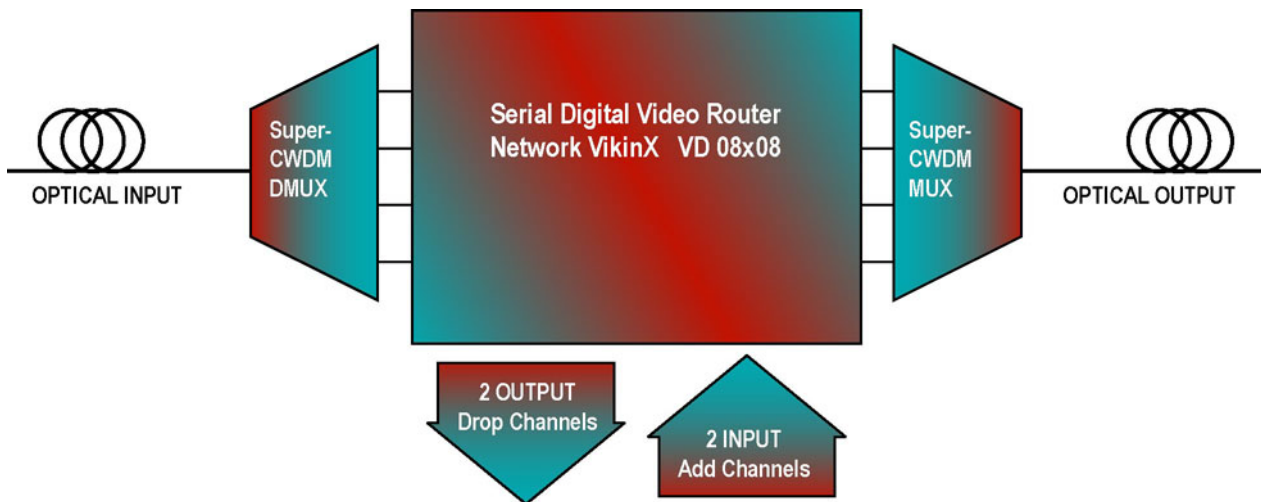 Serial Digital Video Router
Network VikinX VD 08x08
Super-
CWDM
DMUX
Super-
CWDM
MUX
OPTICAL INPUT
OPTICAL OUTPUT
2 OUTPUT
Drop Channels
2 INPUT
Add Channels